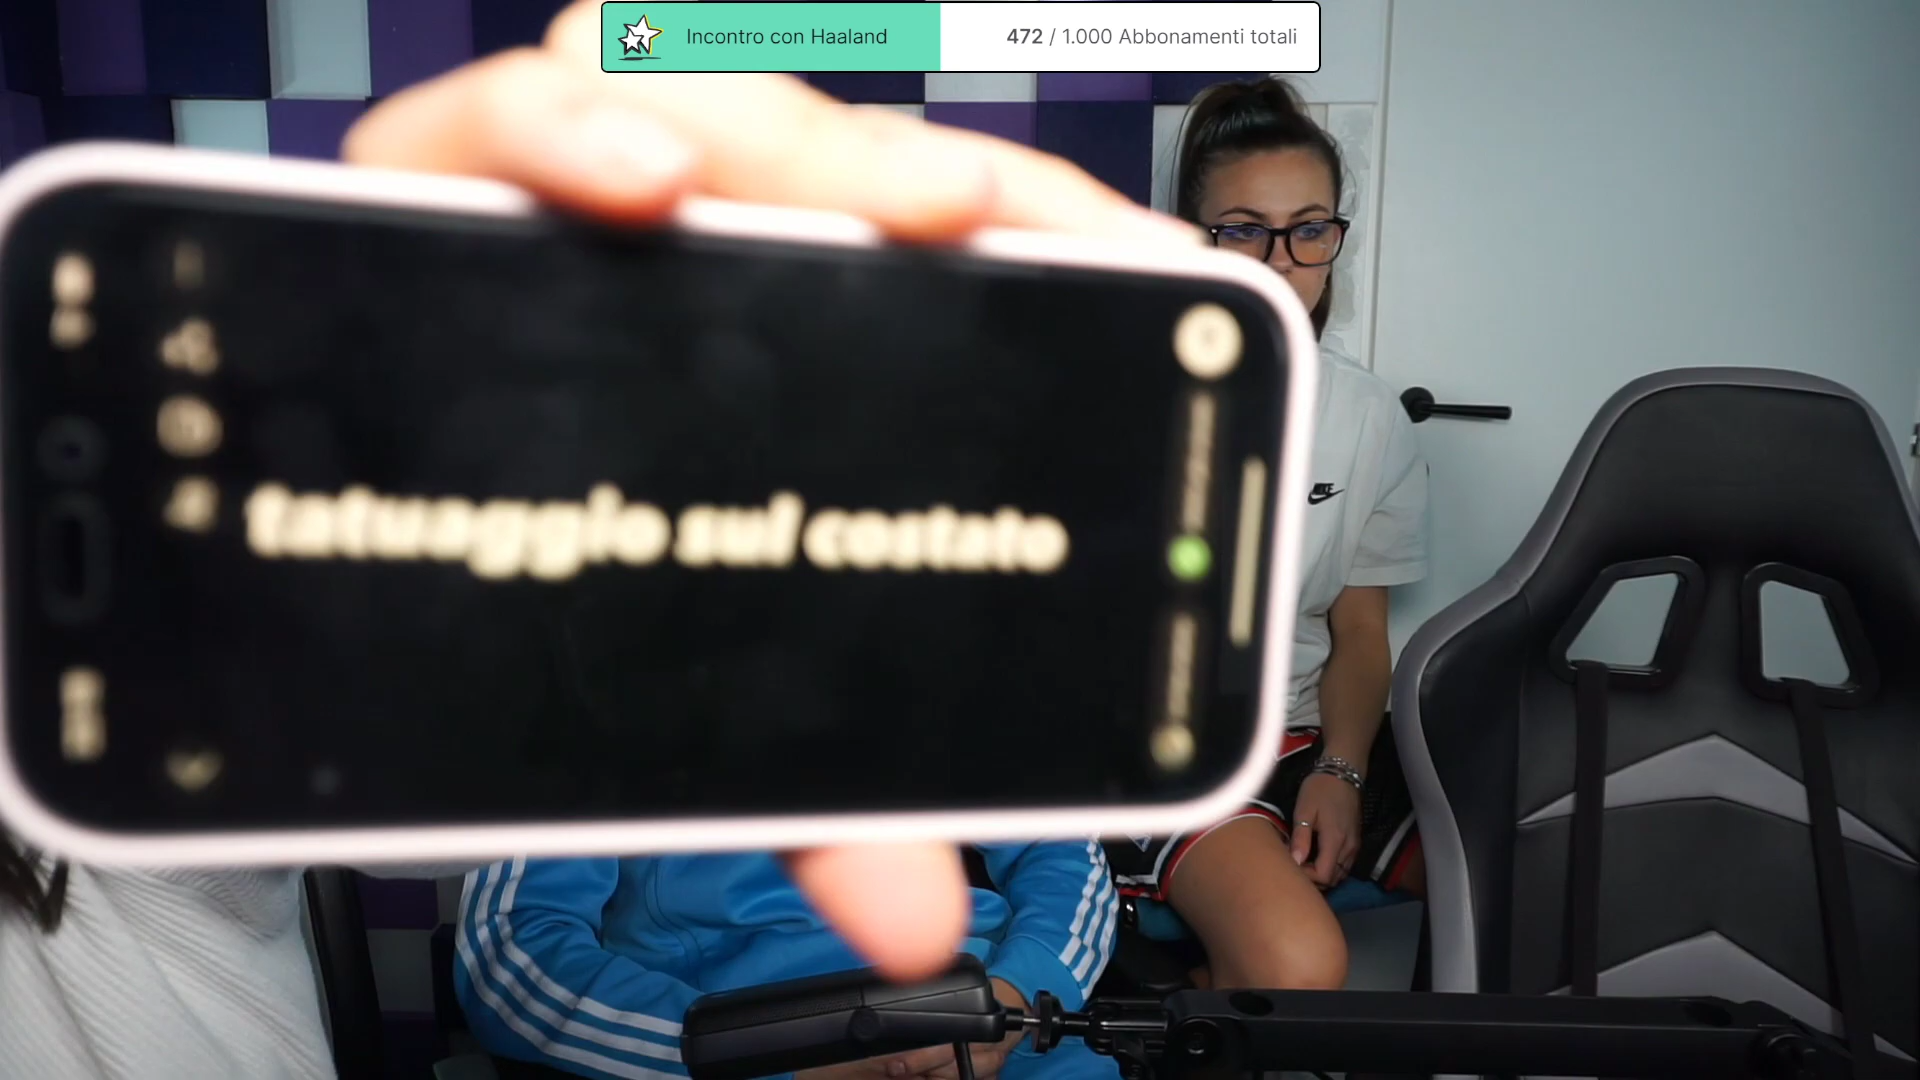 Incontro con Haaland
472 / 1.000 Abbonamenti totali
tatuaggio sul costato